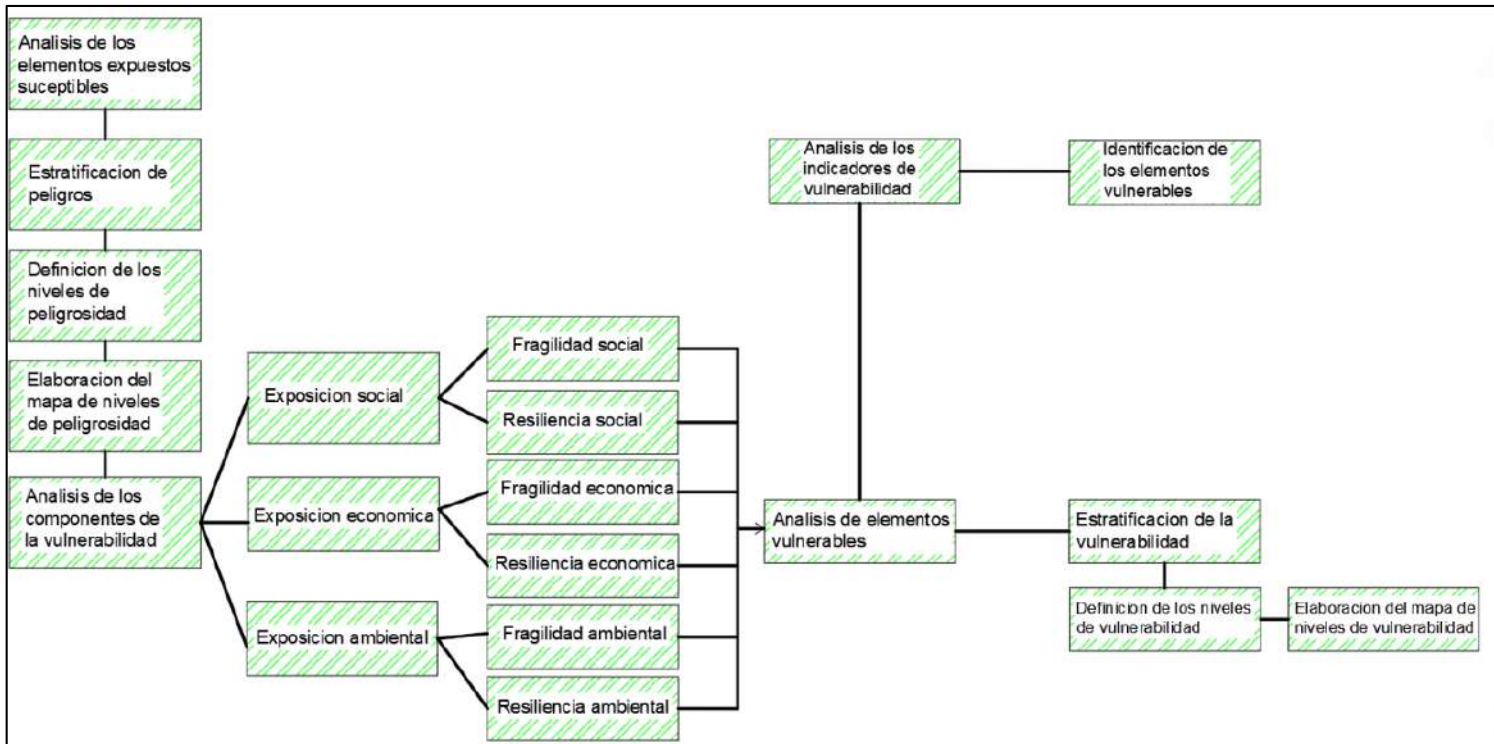 Analisis de los
elementos expuestos
suceptibles
Estratificacion de
peligros
Definicion de los
niveles de
peligrosidad
Elaboracion del
mapa de niveles
de peligrosidad
Analisis de los
componentes de
la vulnerabilidad
Exposicion social
Exposicion economica
Exposicion ambiental
Fragilidad social
Resiliencia social
Fragilidad economica
Resiliencia economica
Fragilidad ambiental
Resiliencia ambiental
Analisis de los
indicadores de
vulnerabilidad
Identificacion de
los elementos
vulnerables
Analisis de elementos
vulnerables
Estratificacion de la
vulnerabilidad
Definicion de los niveles
de vulnerabilidad
Elaboracion del mapa de
niveles de vulnerabilidad